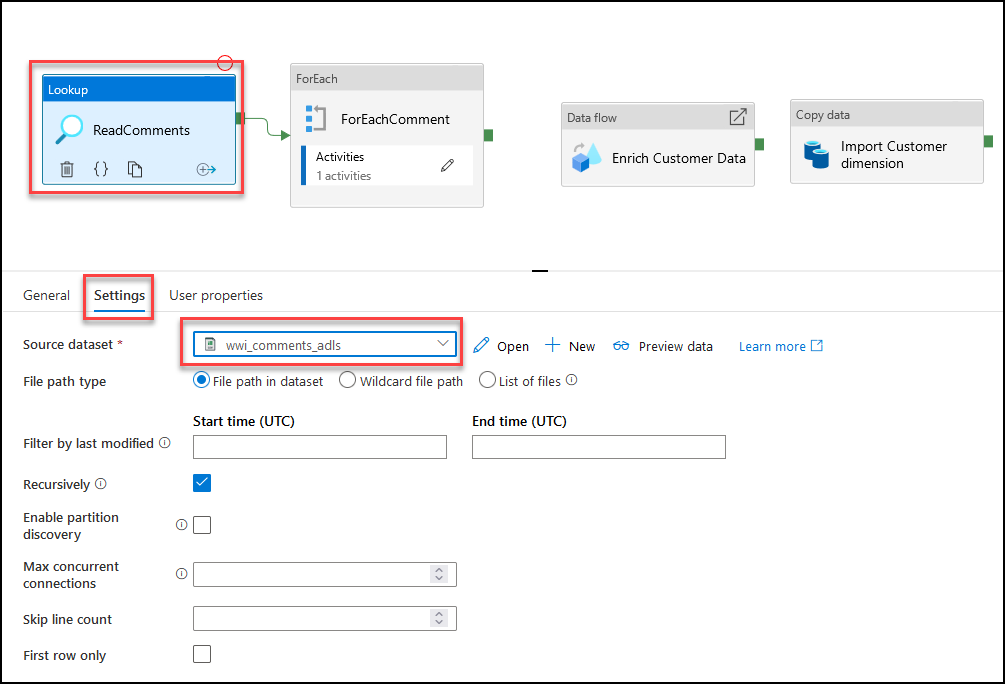 Lookup
ReadComments
ForEach
ForEachComment
Activities
1 activities
Data flow
Enrich Customer Data
Copy data
Import Customer
dimension
General Settings User properties
Source dataset * wwi_comments_adls Open New Preview data Learn more
File path type File path in dataset Wildcard file path List of files
Start time (UTC) End time (UTC)
Filter by last modified
Recursively
Enable partition
discovery
Max concurrent
connections
Skip line count
First row only